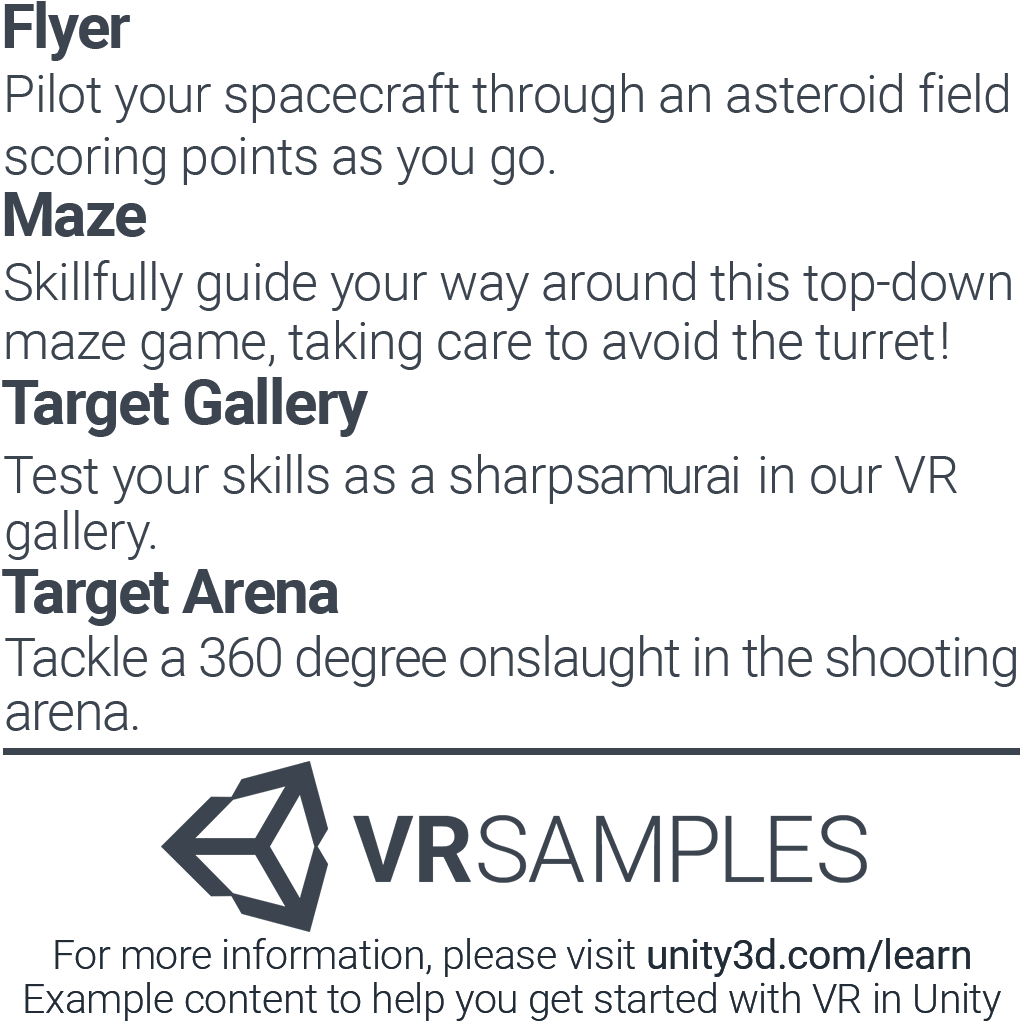 Flyer
Pilot your spacecraft through an asteroid field
scoring points as you go.
Maze
Skillfully guide your way around this top-down
maze game, taking care to avoid the turret!
Target Gallery
Test your skills as a sharpsamurai in our VR
gallery.
Target Arena
Tackle a 360 degree onslaught in the shooting
arena.
VRSAMPLES
For more information, please visit unity3d.com/learn
Example content to help you get started with VR in Unity